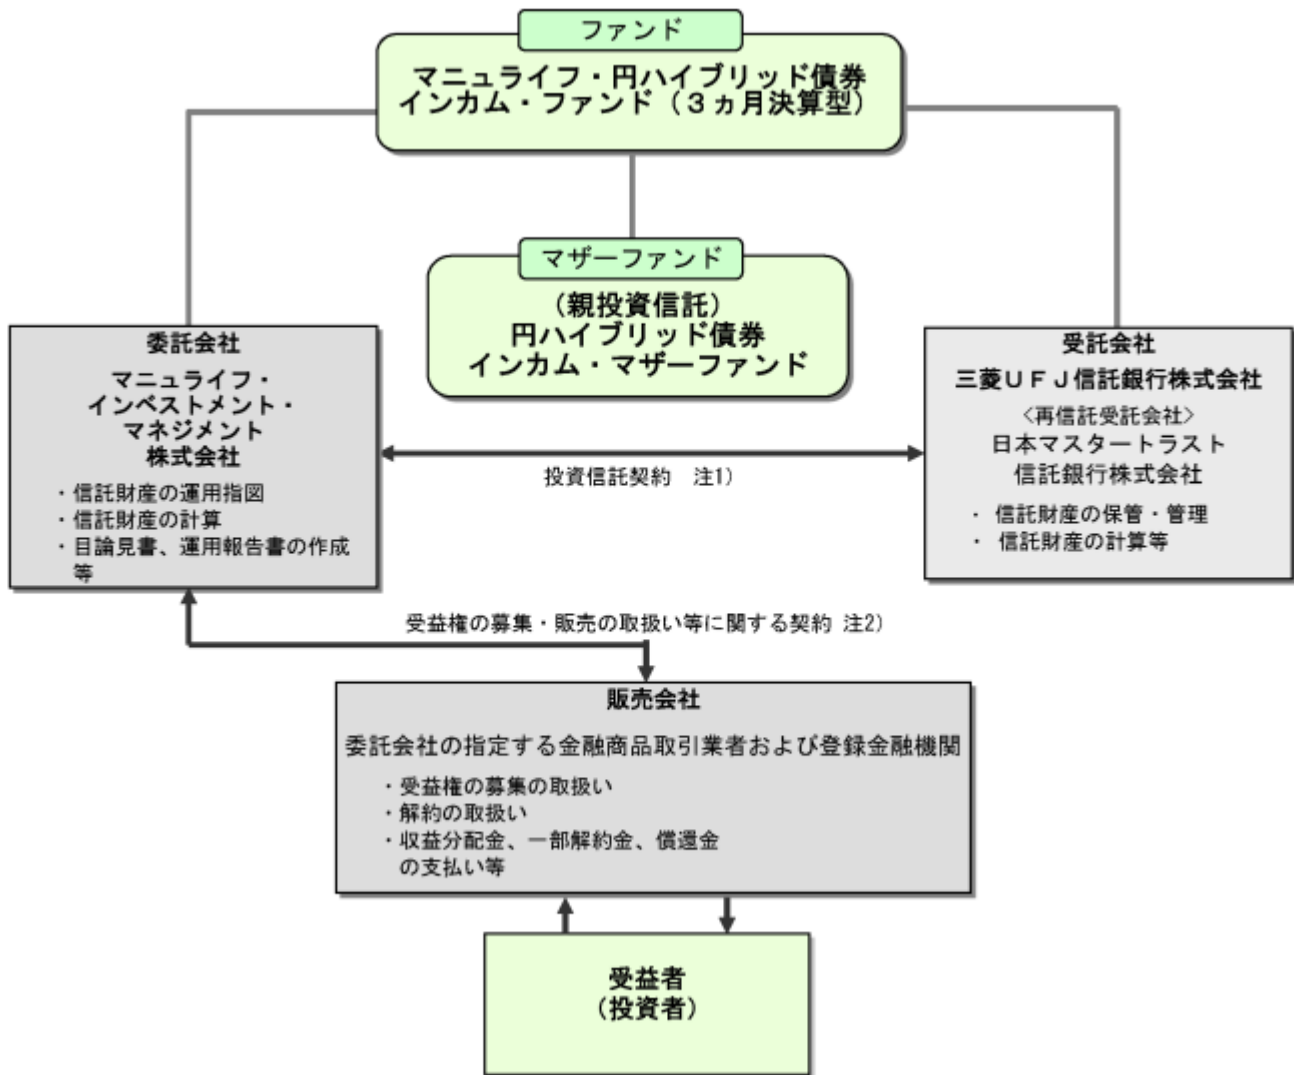 ファンド
マニュライフ・円ハイブリッド債券
インカム・ファンド（３ヵ月決算型）
マザーファンド
（親投資信託）
円ハイブリッド債券
インカム・マザーファンド
委託会社
マニュライフ・
インベストメント・
マネジメント
株式会社
・信託財産の運用指図
・信託財産の計算
・目論見書、運用報告書の作成
等
投資信託契約　注1）
受託会社
三菱ＵＦＪ信託銀行株式会社
＜再信託受託会社＞
日本マスタートラスト
信託銀行株式会社
・ 信託財産の保管・管理
・ 信託財産の計算等
受益権の募集・販売の取扱い等に関する契約 注2）
販売会社
委託会社の指定する金融商品取引業者および登録金融機関
・受益権の募集の取扱い
・解約の取扱い
・収益分配金、一部解約金、償還金
の支払い等
受益者
（投資者）